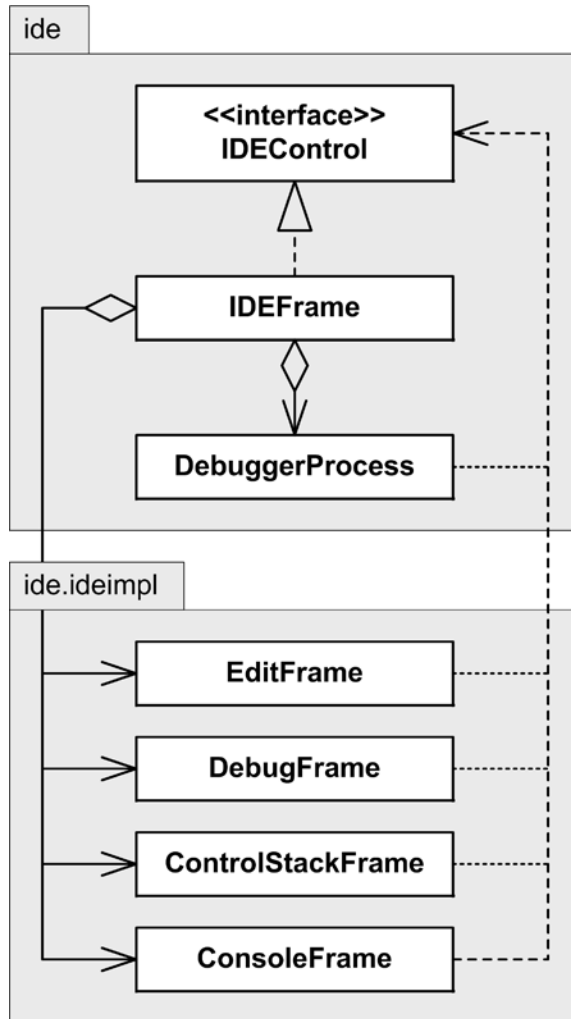 ide
<<interface>>
IDEControl
IDEFrame
DebuggerProcess
ide.ideimpl
EditFrame
DebugFrame
ControlStackFrame
ConsoleFrame